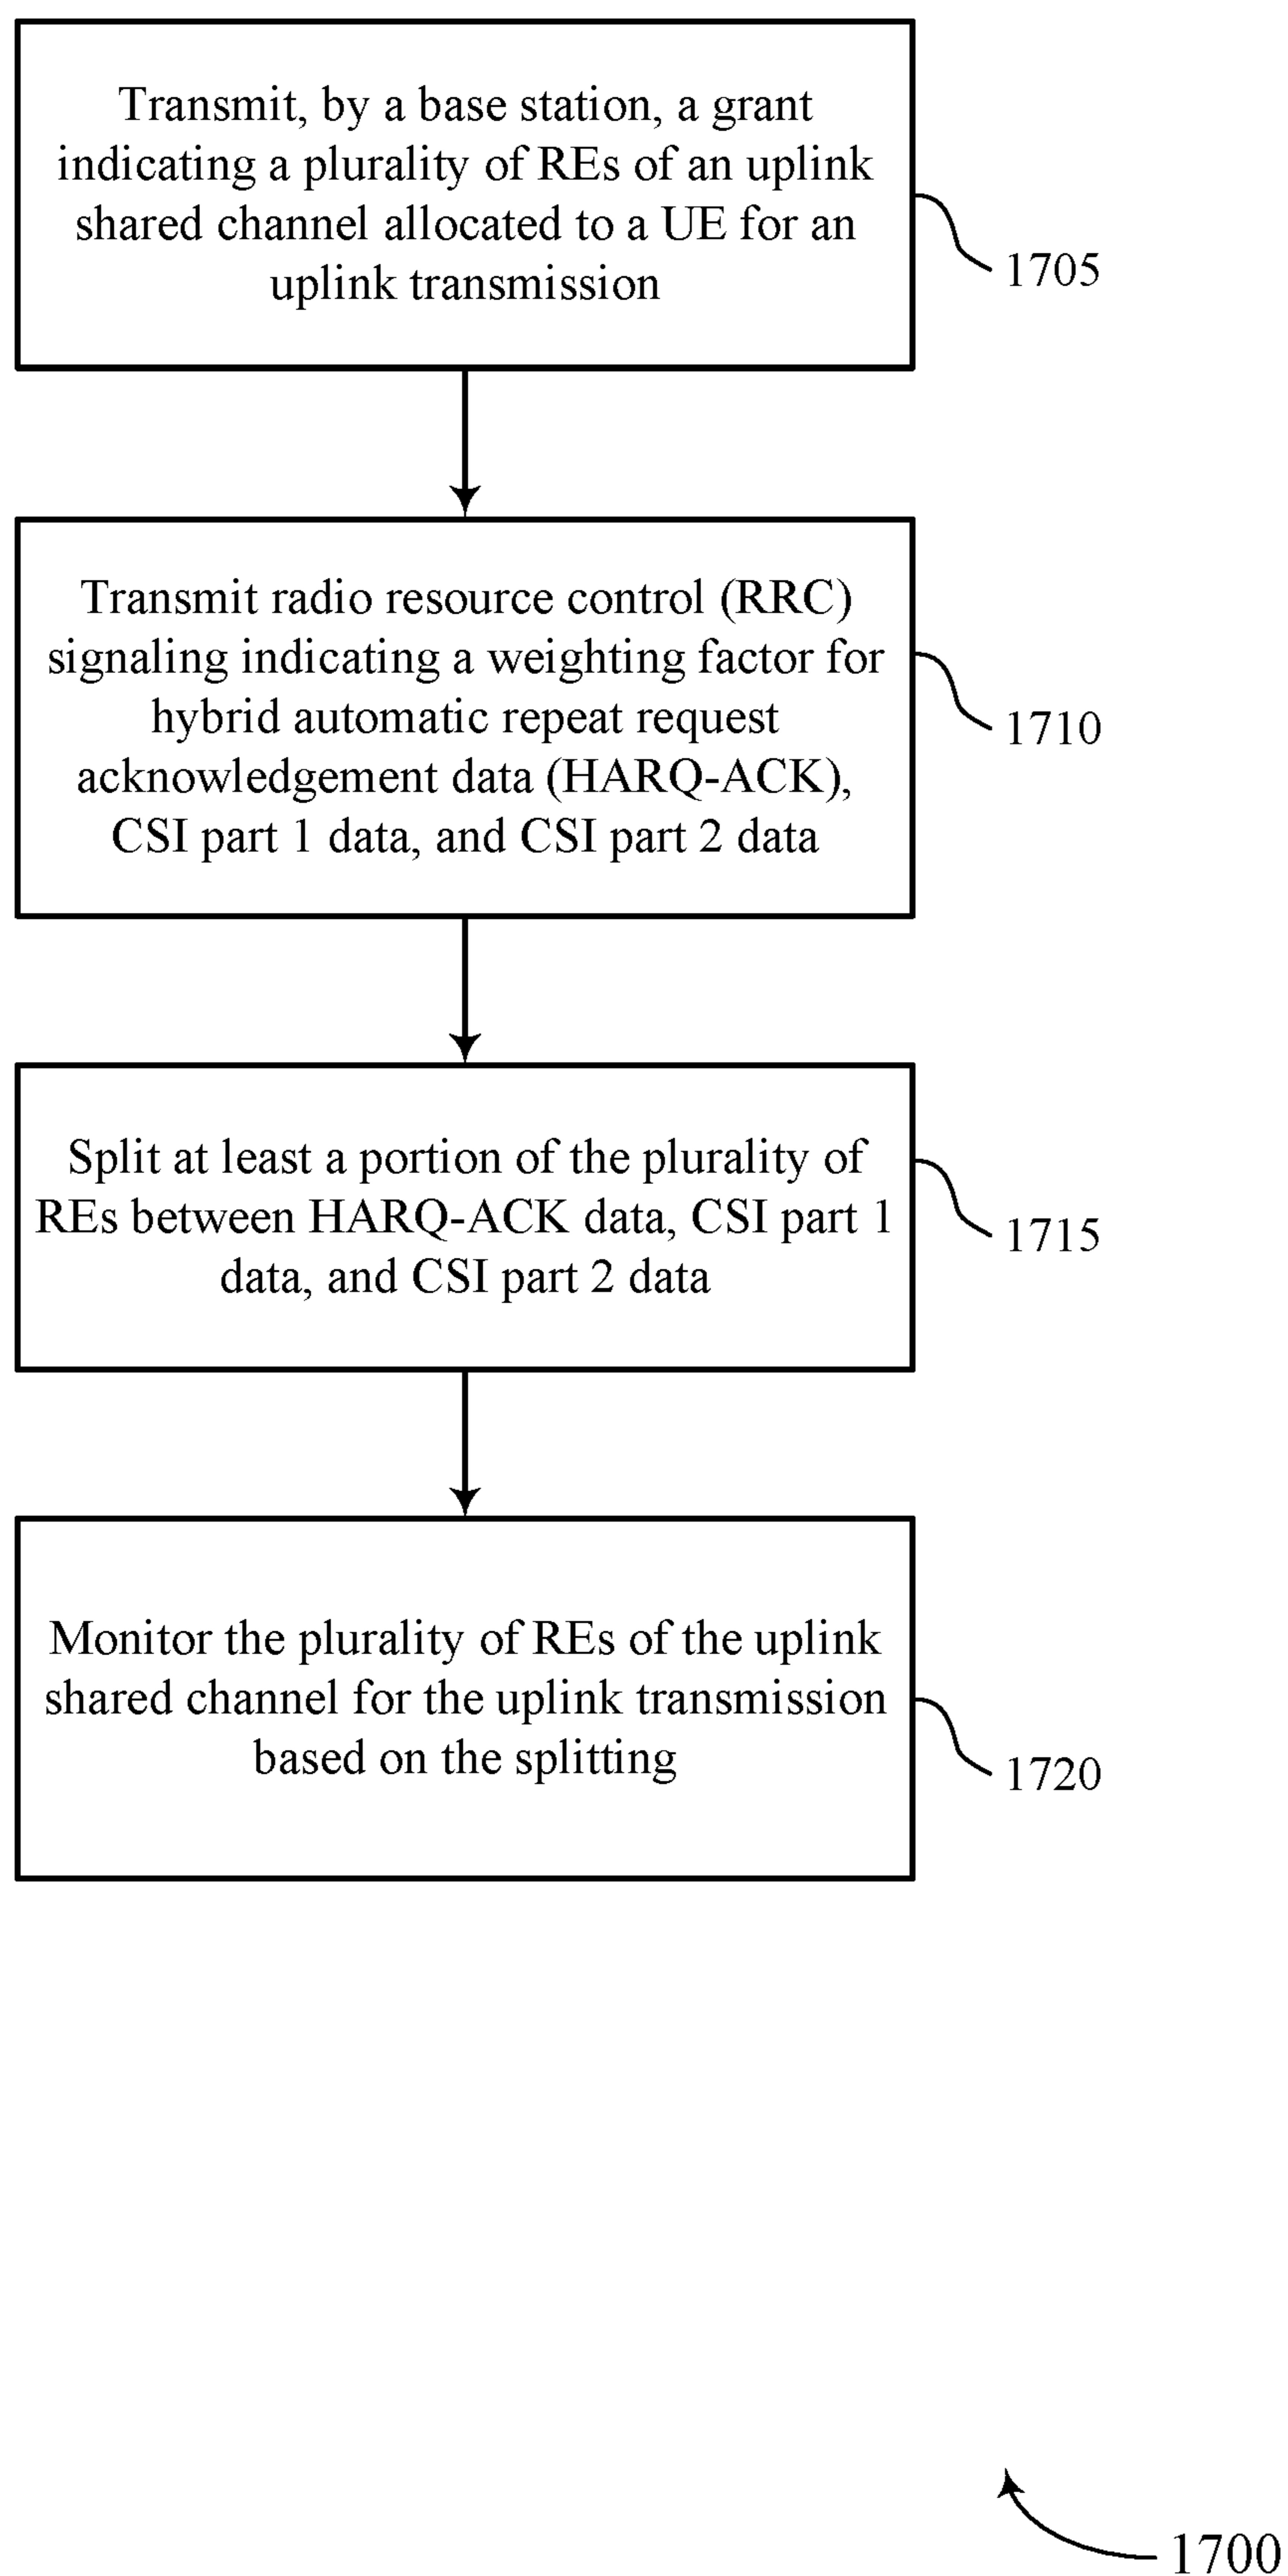 Transmit, by a base station, a grant
indicating a plurality of REs of an uplink
shared channel allocated to a UE for an
uplink transmission
1705
Transmit radio resource control (RRC)
signaling indicating a weighting factor for
hybrid automatic repeat request
acknowledgement data (HARQ-ACK),
CSI part 1 data, and CSI part 2 data
1710
Split at least a portion of the plurality of
REs between HARQ-ACK data, CSI part 1
data, and CSI part 2 data
1715
Monitor the plurality of REs of the uplink
shared channel for the uplink transmission
based on the splitting
1720
1700